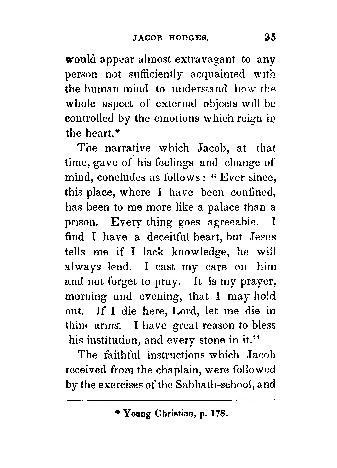 JACOB HODGES. 35
would appear almost extravagant to any
person not sufficiently acquainted with
the human mind to understand how the
whole aspect of external objects will be
controlled by the emotions which reign in
the heart.*
The narrative which Jacob, at that
time, gave of his feelings and change of
mind, concludes as follows: "Ever since,
this place, where I have been confined,
has been to me more like a palace than a
prison. Every thing goes agreeable. I
find I have a deceitful heart, but Jesus
tells me if I lack knowledge, he will
always lend. I cast my care on him
and not forget to pray. It is my prayer,
morning and evening, that I may hold
out. If I die here, Lord, let me die in
thine arms. I have great reason to bless
his institution, and every stone in it."
The faithful instructions which Jacob
received from the chaplain, were followed
by the exercises of the Sabbath-school, and
* Young Christian, p. 178.